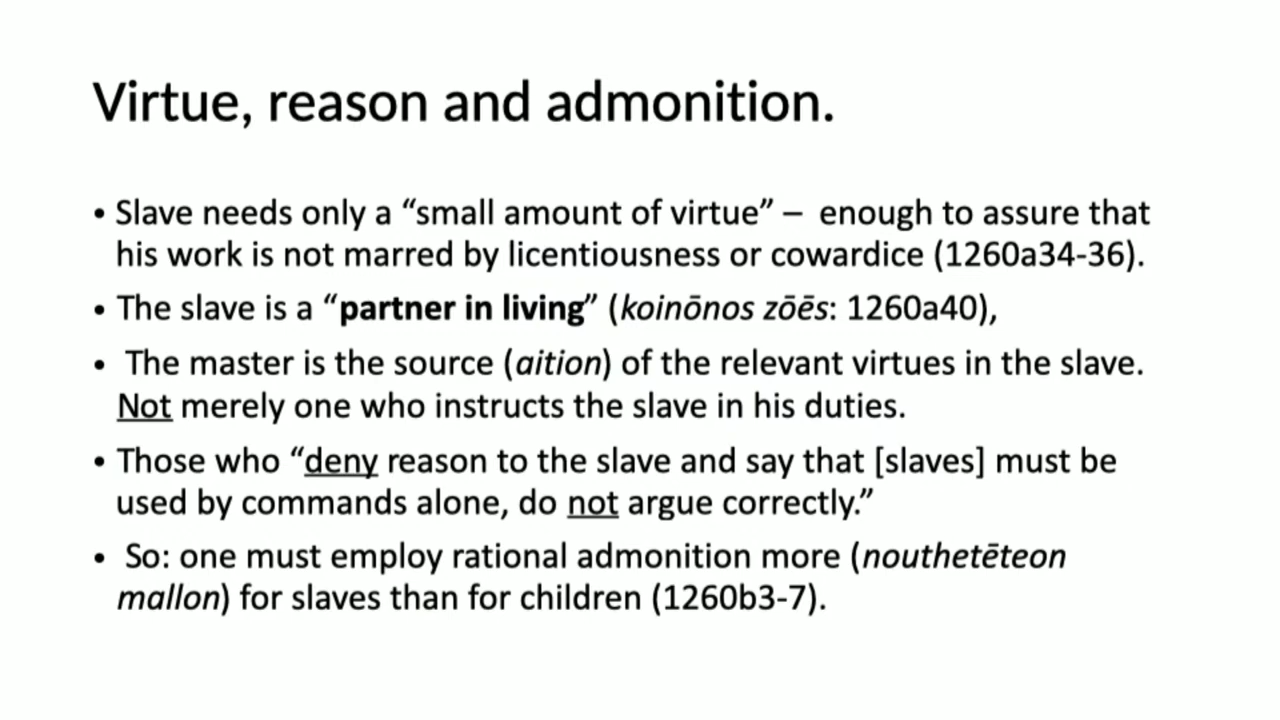 Virtue, reason and admonition.
• Slave needs only a “small amount of virtue” – enough to assure that
his work is not marred by licentiousness or cowardice (1260a34-36).
• The slave is a “partner in living” (koinōnos zōēs: 1260a40),
• The master is the source (aition) of the relevant virtues in the slave.
Not merely one who instructs the slave in his duties.
• Those who “deny reason to the slave and say that [slaves] must be
used by commands alone, do not argue correctly.”
• So: one must employ rational admonition more (nouthetēteon
mallon) for slaves than for children (1260b3-7).